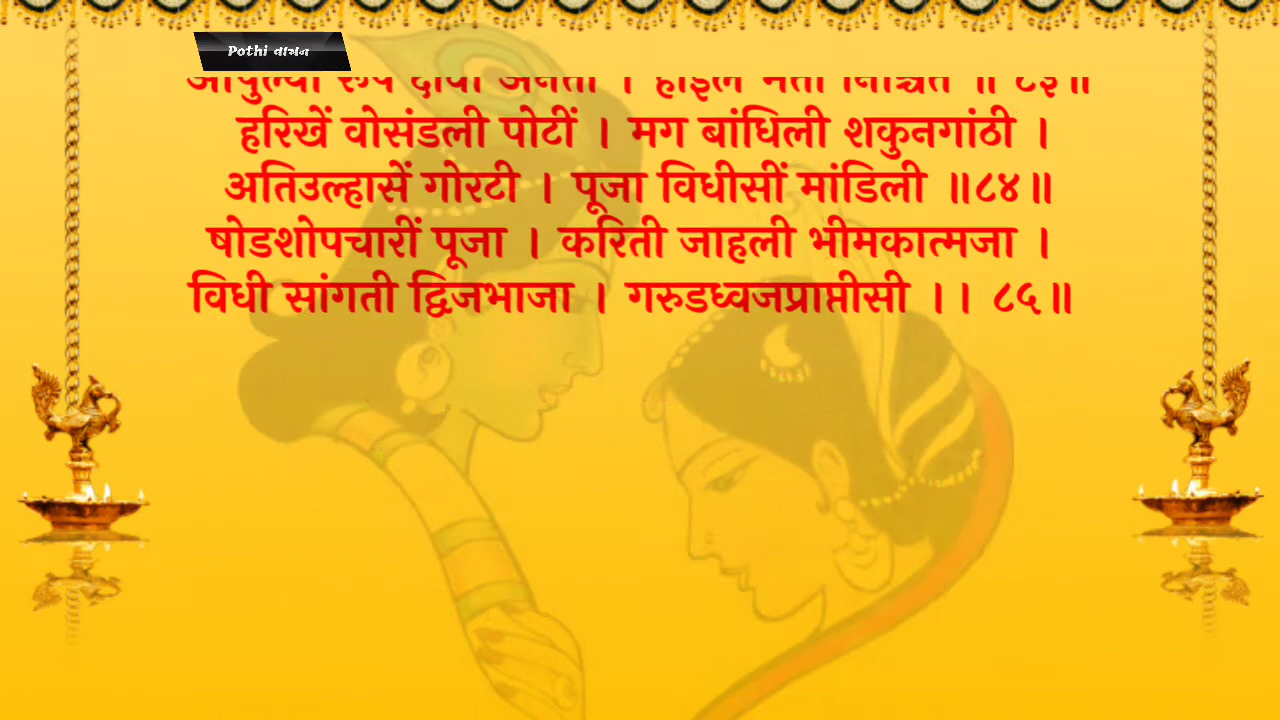 Pothi वाचन
रूप । ॥ ८३॥
हरिखें वोसंडली पोटीं । मग बांधिली शकुनगांठी ।
अतिउल्हासें गोरटी । पूजा विधीसीं मांडिली ॥८४॥
षोडशोपचारीं पूजा । करिती जाहली भीमकात्मजा ।
विधी सांगती द्विजभाजा । गरुडध्वजप्राप्तीसी ।। ८५॥